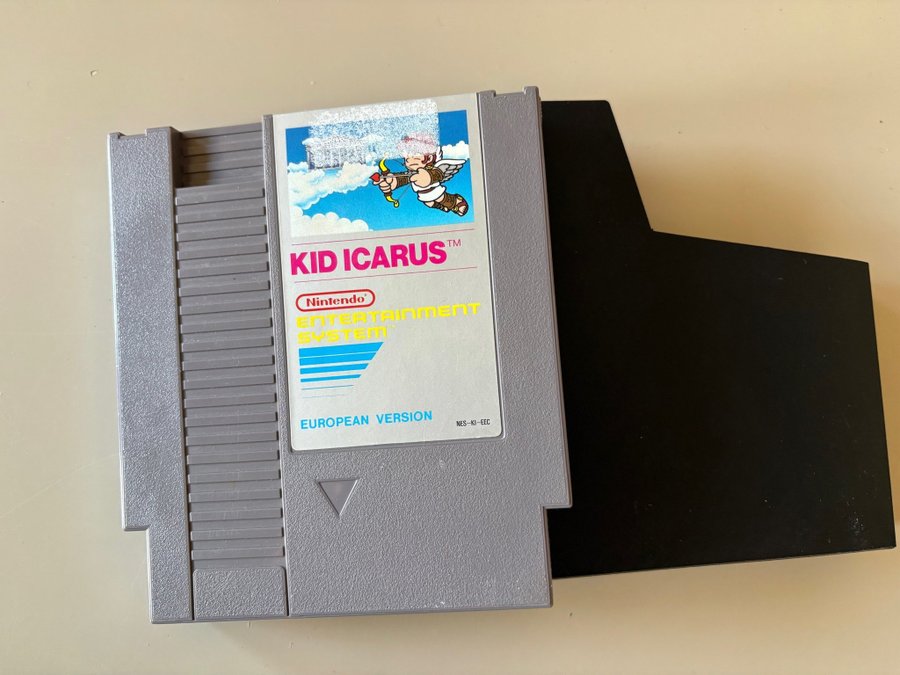 KID ICARUS™
Nintendo®
ENTERTAINMENT
SYSTEM™
EUROPEAN VERSION
NES-KI-EEC